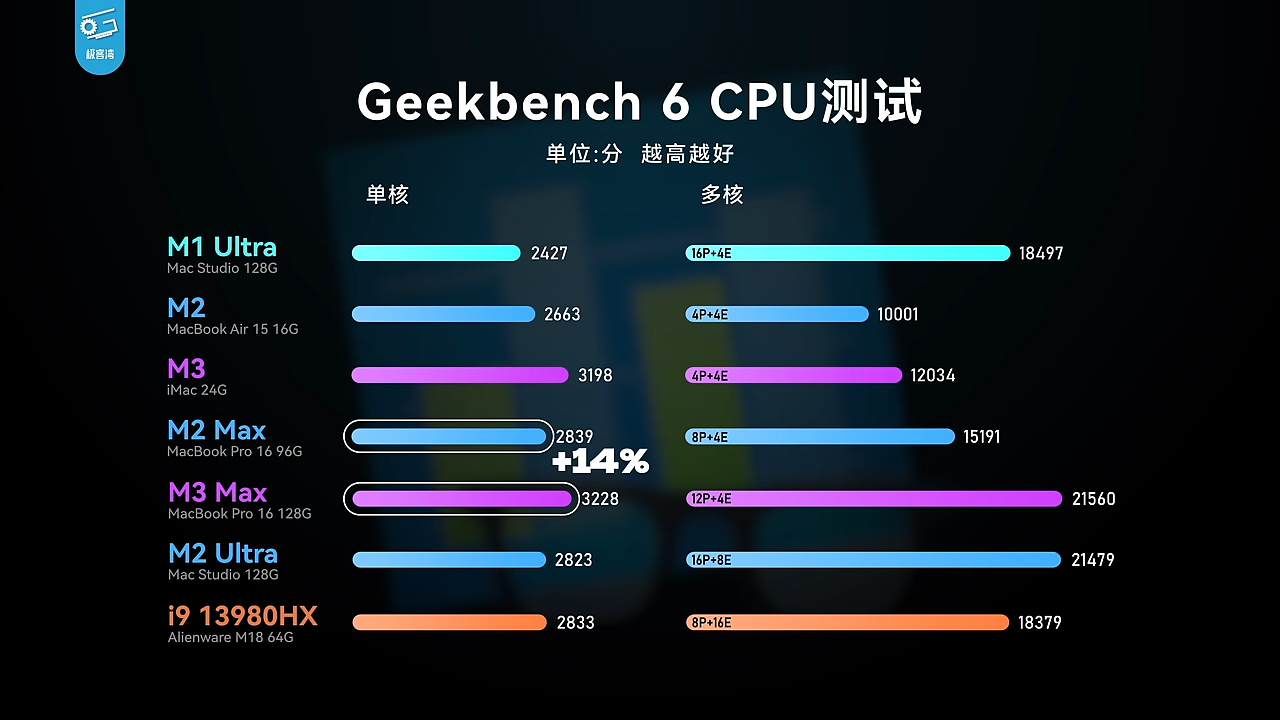 极客湾
Geekbench 6 CPU测试
单位:分 越高越好
单核 多核
M1 Ultra
Mac Studio 128G
2427
16P+4E
18497
M2
MacBook Air 15 16G
2663
4P+4E
10001
M3
iMac 24G
3198
4P+4E
12034
M2 Max
MacBook Pro 16 96G
2839
8P+4E
15191
+14%
M3 Max
MacBook Pro 16 128G
3228
12P+4E
21560
M2 Ultra
Mac Studio 128G
2823
16P+8E
21479
i9 13980HX
Alienware M18 64G
2833
8P+16E
18379